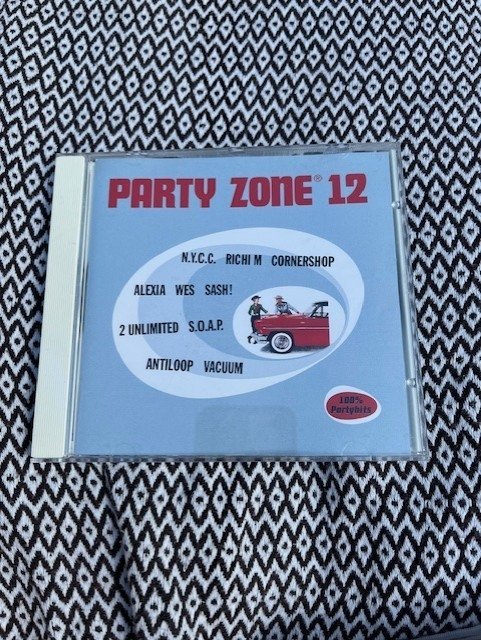 PARTY ZONE® 12
N.Y.C.C. RICHI M CORNERSHOP
ALEXIA WES SASH!
2 UNLIMITED S.O.A.P.
ANTILOOP VACUUM
100%
Partyhits